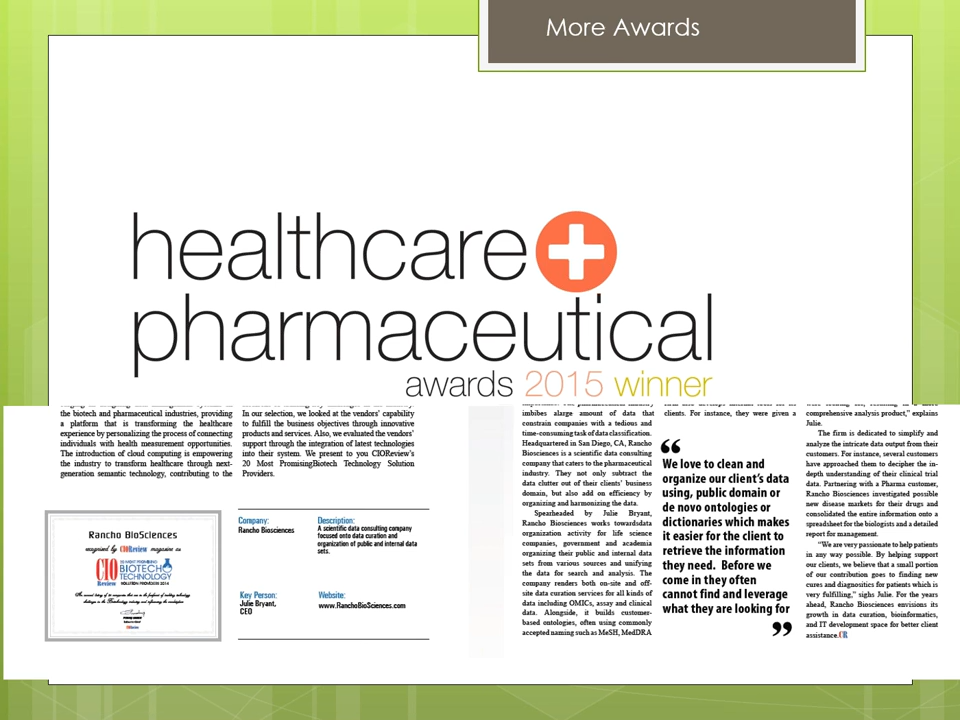 More Awards
healthcare
pharmaceutical
awards 2015 winner
the biotech and pharmaceutical industries, providing
a platform that is transforming the healthcare
experience by personalizing the process of connecting
individuals with health measurement opportunities.
The introduction of cloud computing is empowering
the industry to transform healthcare through next-
generation semantic technology, contributing to the
In our selection, we looked at the vendors' capability
to fulfill the business objectives through innovative
products and services. Also, we evaluated the vendors'
support through the integration of latest technologies
into their system. We present to you CIOReview's
20 Most PromisingBiotech Technology Solution
Providers.
Rancho BioSciences
recognized by CIOReview magazine as
CIO
Review
20 MOST PROMISING
BIOTECH
TECHNOLOGY
SOLUTION PROVIDERS 2014
CIOReview
Company:
Rancho Biosciences
Description:
A scientific data consulting company
focused onto data curation and
organization of public and internal data
sets.
Key Person:
Julie Bryant,
CEO
Website:
www.RanchoBioSciences.com
imbibes alarge amount of data that
constrain companies with a tedious and
time-consuming task of data classification.
Headquartered in San Diego, CA, Rancho
Biosciences is a scientific data consulting
company that caters to the pharmaceutical
industry. They not only subtract the
data clutter out of their clients' business
domain, but also add on efficiency by
organizing and harmonizing the data.
Spearheaded by Julie Bryant,
Rancho Biosciences works towardsdata
organization activity for life science
companies, government and academia
organizing their public and internal data
sets from various sources and unifying
the data for search and analysis. The
company renders both on-site and off-
site data curation services for all kinds of
data including OMICs, assay and clinical
data. Alongside, it builds customer-
based ontologies, often using commonly
accepted naming such as MeSH, MedDRA
clients. For instance, they were given a
“
We love to clean and
organize our client's data
using, public domain or
de novo ontologies or
dictionaries which makes
it easier for the client to
retrieve the information
they need. Before we
come in they often
cannot find and leverage
what they are looking for
”
comprehensive analysis product," explains
Julie.
The firm is dedicated to simplify and
analyze the intricate data output from their
customers. For instance, several customers
have approached them to decipher the in-
depth understanding of their clinical trial
data. Partnering with a Pharma customer,
Rancho Biosciences investigated possible
new disease markets for their drugs and
consolidated the entire information onto a
spreadsheet for the biologists and a detailed
report for management.
"We are very passionate to help patients
in any way possible. By helping support
our clients, we believe that a small portion
of our contribution goes to finding new
cures and diagnostics for patients which is
very fulfilling," sighs Julie. For the years
ahead, Rancho Biosciences envisions its
growth in data curation, bioinformatics,
and IT development space for better client
assistance.CR